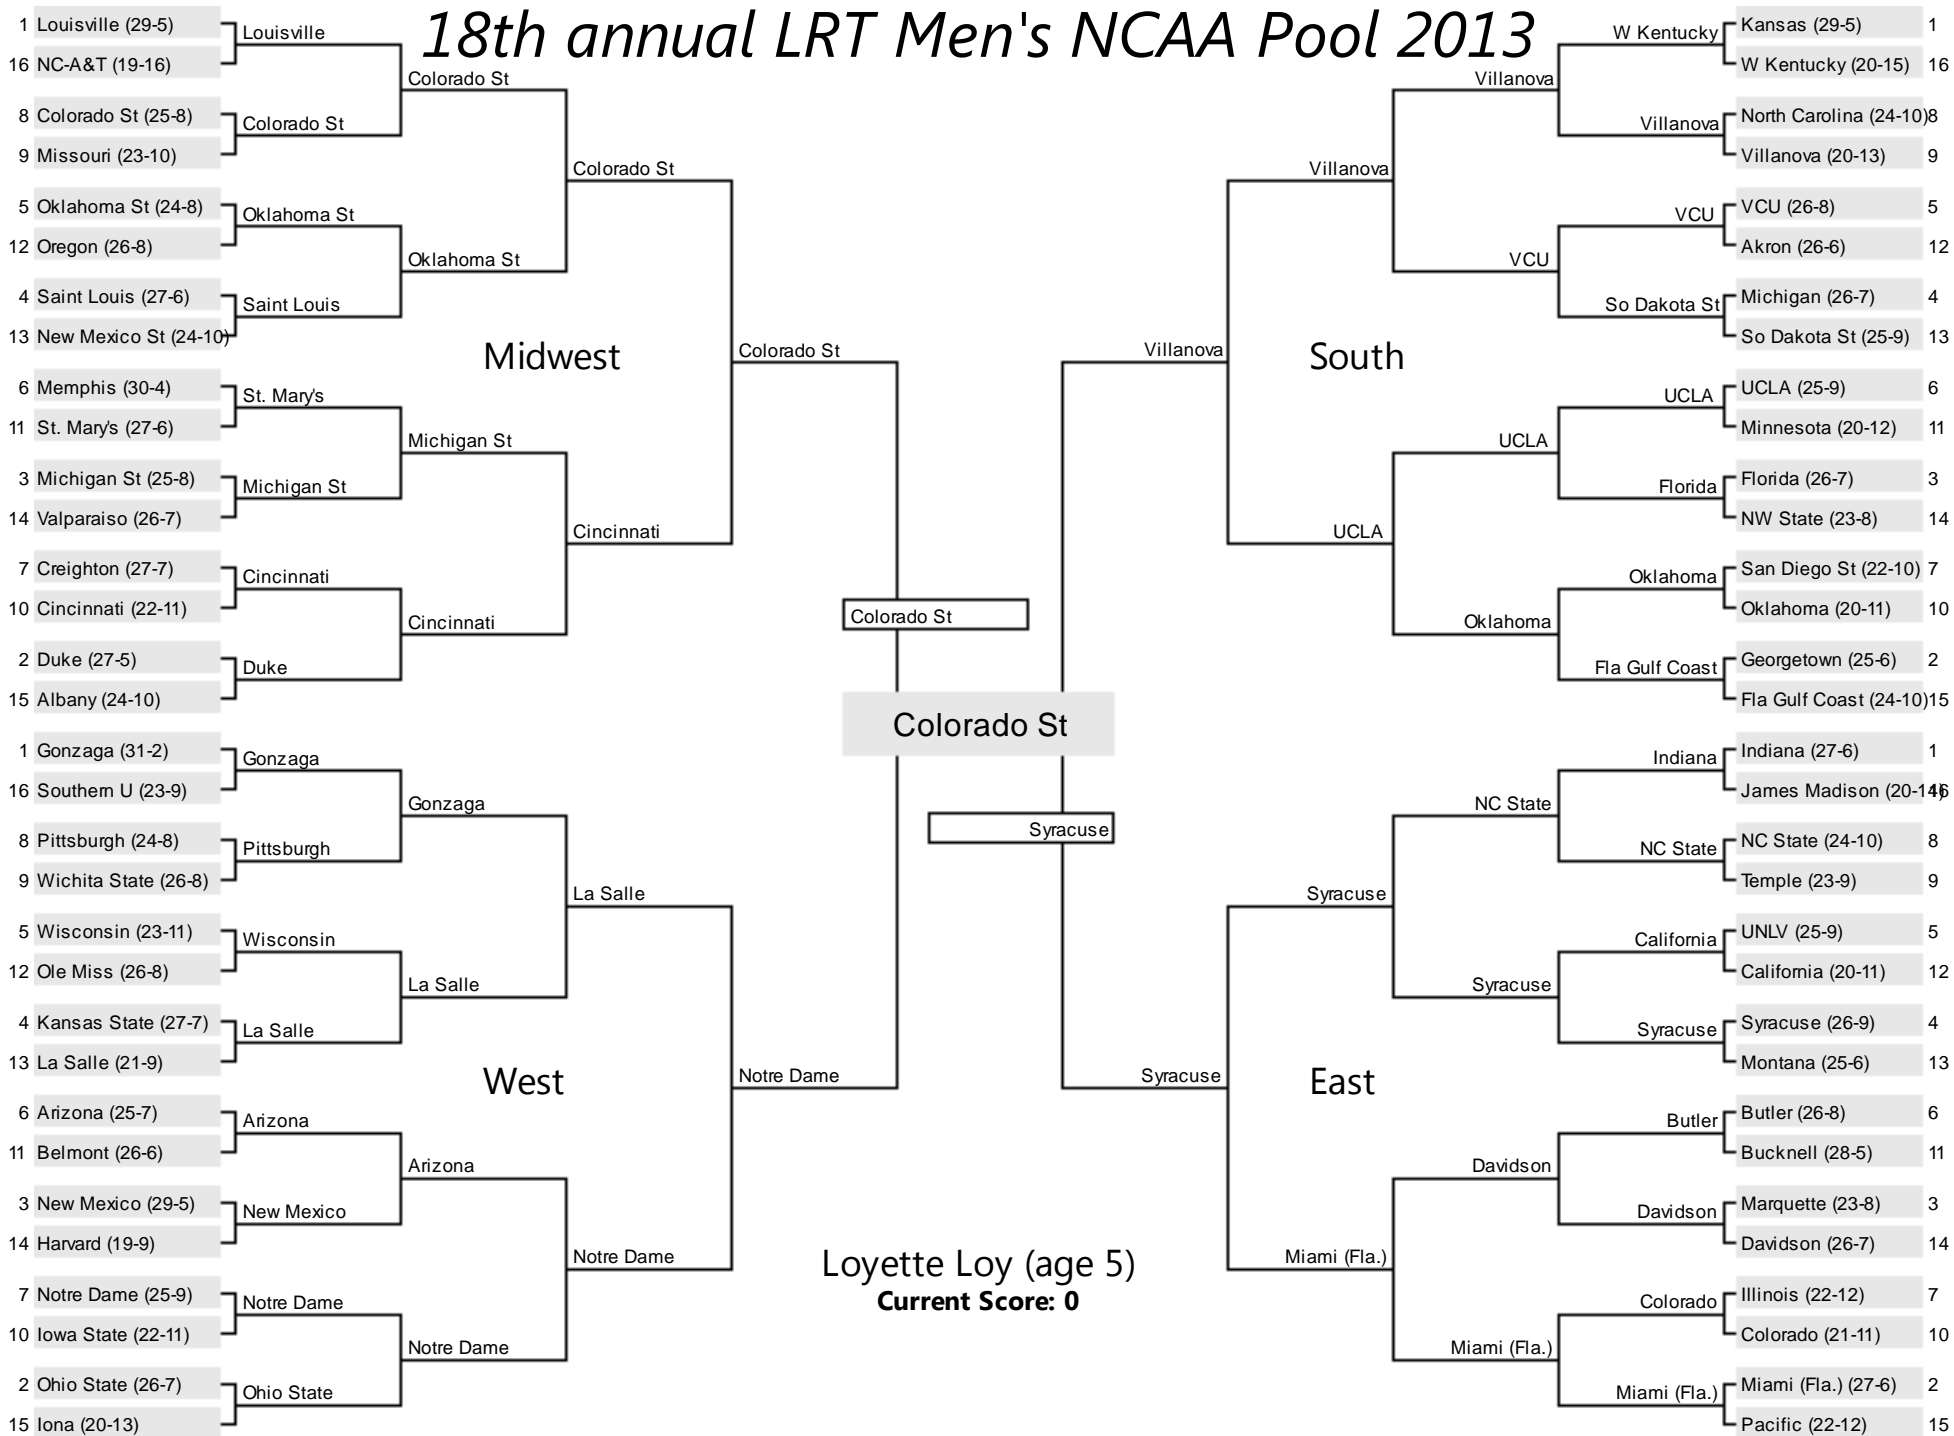 18th annual LRT Men's NCAA Pool 2013
1 Louisville (29-5)
16 NC-A&T (19-16)
8 Colorado St (25-8)
9 Missouri (23-10)
5 Oklahoma St (24-8)
12 Oregon (26-8)
4 Saint Louis (27-6)
13 New Mexico St (24-10)
6 Memphis (30-4)
11 St. Mary's (27-6)
3 Michigan St (25-8)
14 Valparaiso (26-7)
7 Creighton (27-7)
10 Cincinnati (22-11)
2 Duke (27-5)
15 Albany (24-10)
Louisville
Colorado St
Oklahoma St
Saint Louis
St. Mary's
Michigan St
Cincinnati
Duke
Colorado St
Oklahoma St
Michigan St
Cincinnati
Colorado St
Cincinnati
Midwest
Colorado St
1 Gonzaga (31-2)
16 Southern U (23-9)
8 Pittsburgh (24-8)
9 Wichita State (26-8)
5 Wisconsin (23-11)
12 Ole Miss (26-8)
4 Kansas State (27-7)
13 La Salle (21-9)
6 Arizona (25-7)
11 Belmont (26-6)
3 New Mexico (29-5)
14 Harvard (19-9)
7 Notre Dame (25-9)
10 Iowa State (22-11)
2 Ohio State (26-7)
15 Iona (20-13)
Gonzaga
Pittsburgh
Wisconsin
La Salle
Arizona
New Mexico
Notre Dame
Ohio State
Gonzaga
La Salle
Arizona
Notre Dame
La Salle
Notre Dame
West
Notre Dame
Colorado St
Colorado St
Syracuse
Loyette Loy (age 5)
Current Score: 0
Villanova
South
Villanova
UCLA
Villanova
VCU
UCLA
Oklahoma
W Kentucky
Villanova
VCU
So Dakota St
UCLA
Florida
Oklahoma
Fla Gulf Coast
Kansas (29-5) 1
W Kentucky (20-15) 16
North Carolina (24-10) 8
Villanova (20-13) 9
VCU (26-8) 5
Akron (26-6) 12
Michigan (26-7) 4
So Dakota St (25-9) 13
UCLA (25-9) 6
Minnesota (20-12) 11
Florida (26-7) 3
NW State (23-8) 14
San Diego St (22-10) 7
Oklahoma (20-11) 10
Georgetown (25-6) 2
Fla Gulf Coast (24-10) 15
Syracuse
East
Syracuse
Miami (Fla.)
NC State
Syracuse
Davidson
Miami (Fla.)
Indiana
NC State
California
Syracuse
Butler
Davidson
Colorado
Miami (Fla.)
Indiana (27-6) 1
James Madison (20-14) 16
NC State (24-10) 8
Temple (23-9) 9
UNLV (25-9) 5
California (20-11) 12
Syracuse (26-9) 4
Montana (25-6) 13
Butler (26-8) 6
Bucknell (28-5) 11
Marquette (23-8) 3
Davidson (26-7) 14
Illinois (22-12) 7
Colorado (21-11) 10
Miami (Fla.) (27-6) 2
Pacific (22-12) 15